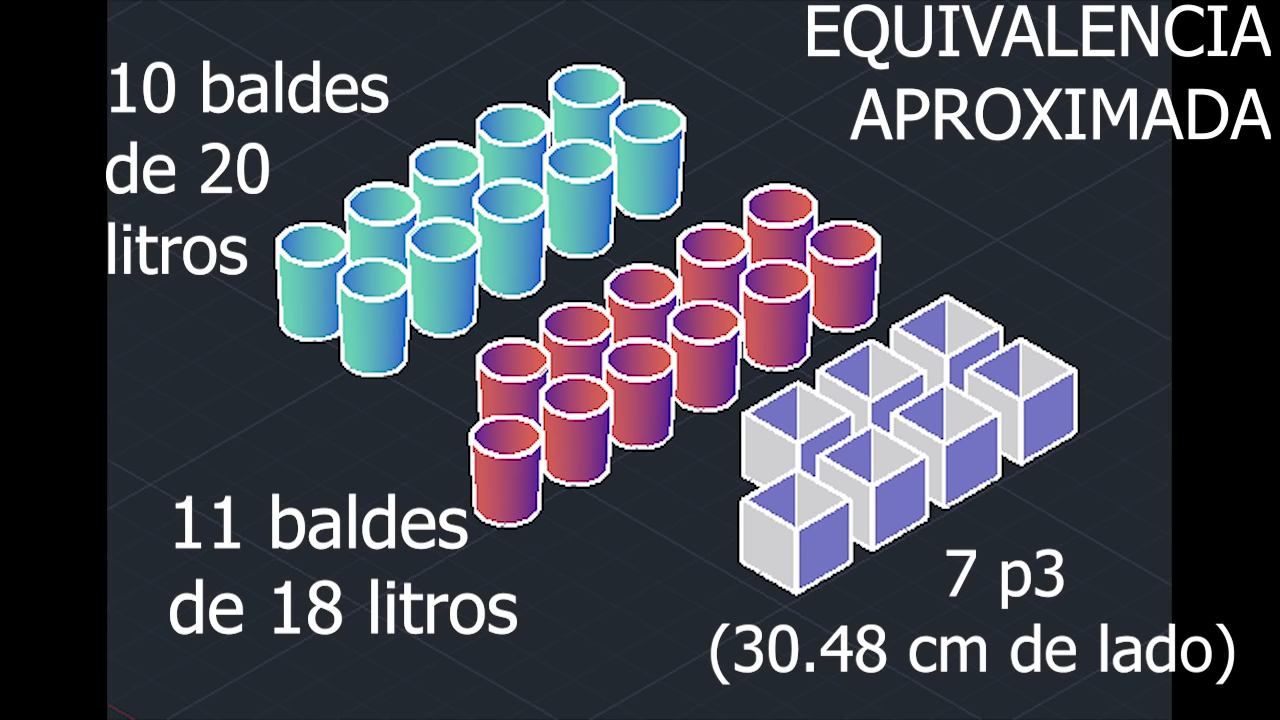 EQUIVALENCIA
APROXIMADA
10 baldes
de 20
litros
11 baldes
de 18 litros
7 p3
(30.48 cm de lado)